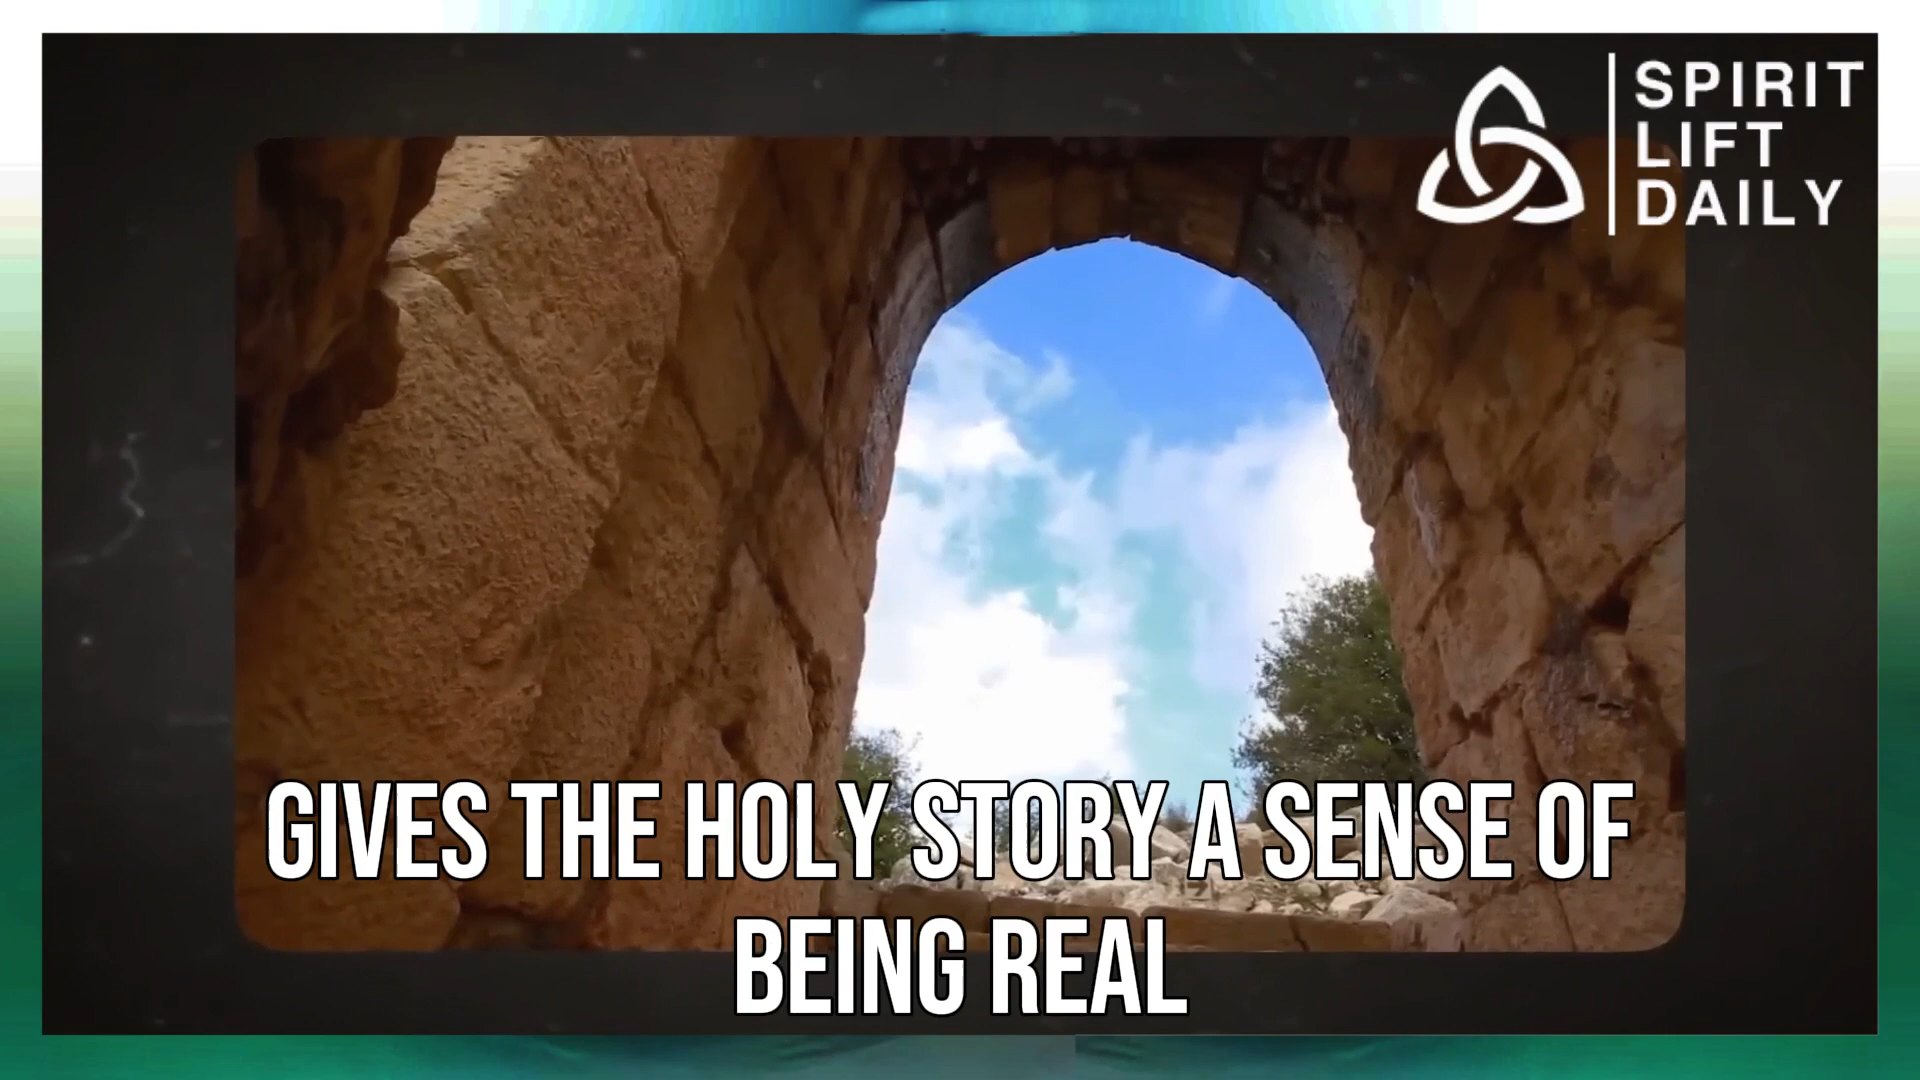 SPIRIT
LIFT
DAILY
GIVES THE HOLY STORY A SENSE OF
BEING REAL